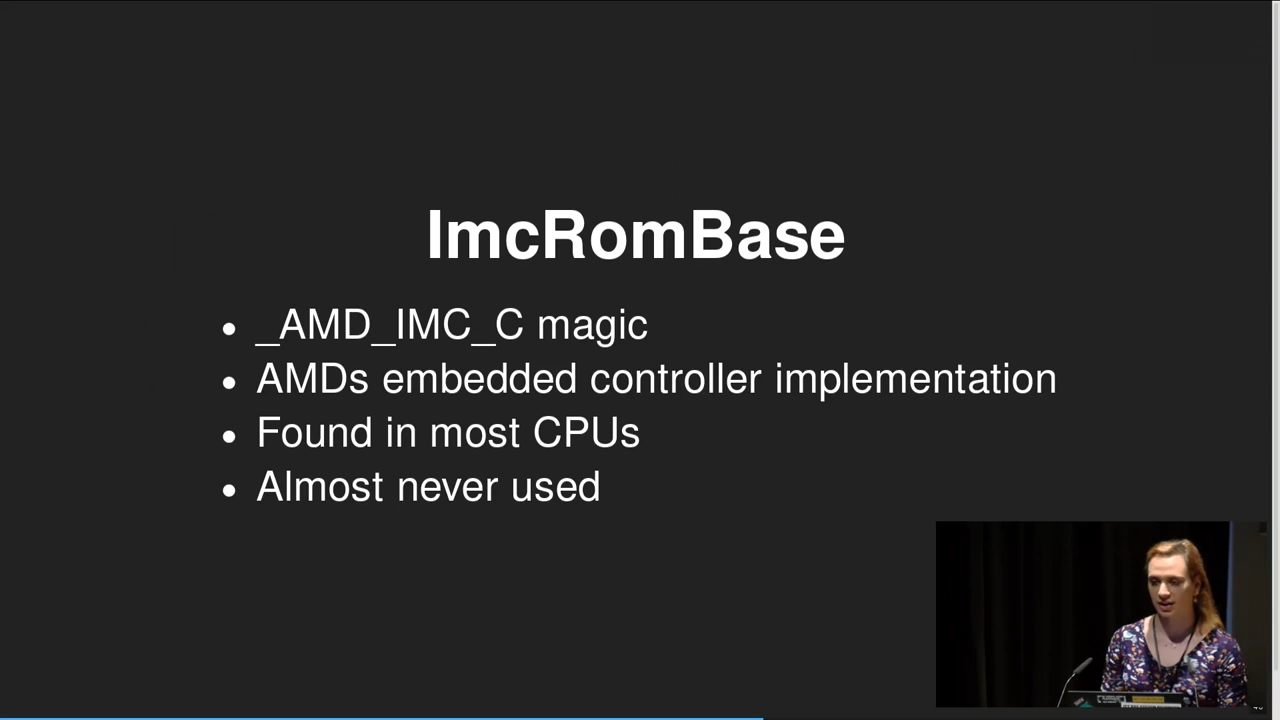 ImcRomBase
_AMD_IMC_C magic
AMDs embedded controller implementation
Found in most CPUs
Almost never used